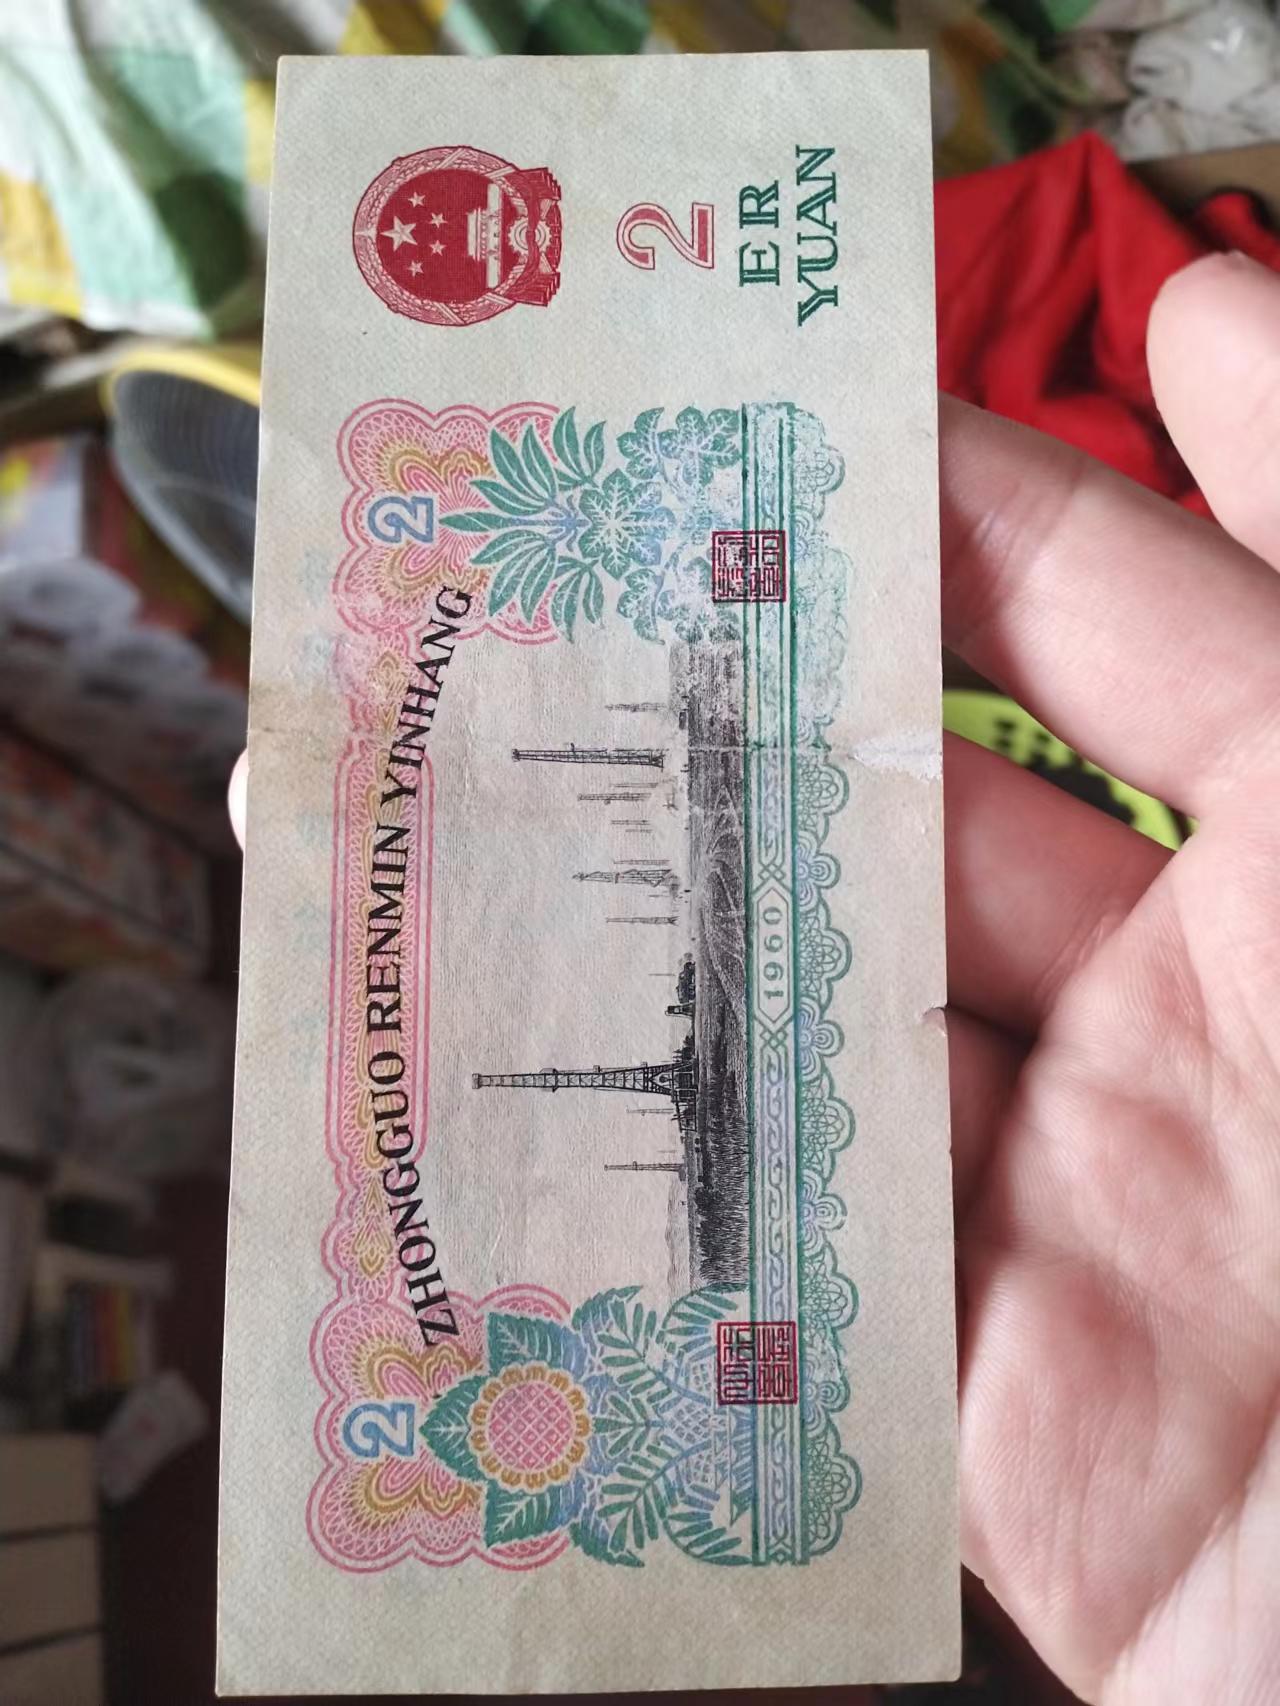 ZHONGGUO RENMIN YINHANG
2
2
2
ER
YUAN
1960